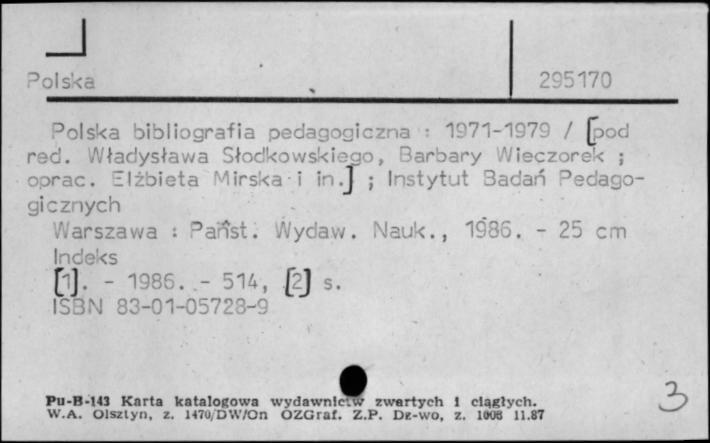 Polska 295170
Polska bibliografia pedagogiczna : 1971-1979 / [pod
red. Władysława Słodkowskiego, Barbary Wieczorek ;
oprac. Elżbieta Mirska i in.] ; Instytut Badań Pedago-
gicznych
Warszawa : Państ. Wydaw. Nauk., 1986. - 25 cm
Indeks
[1]. - 1986. - 514, [2] s.
ISBN 83-01-05728-9
Pu-B-143 Karta katalogowa wydawnictw zwartych i ciągłych.
W.A. Olsztyn, z. 1470/DW/On OZGraf. Z.P. Dz-wo, z. 1008 11.87
3